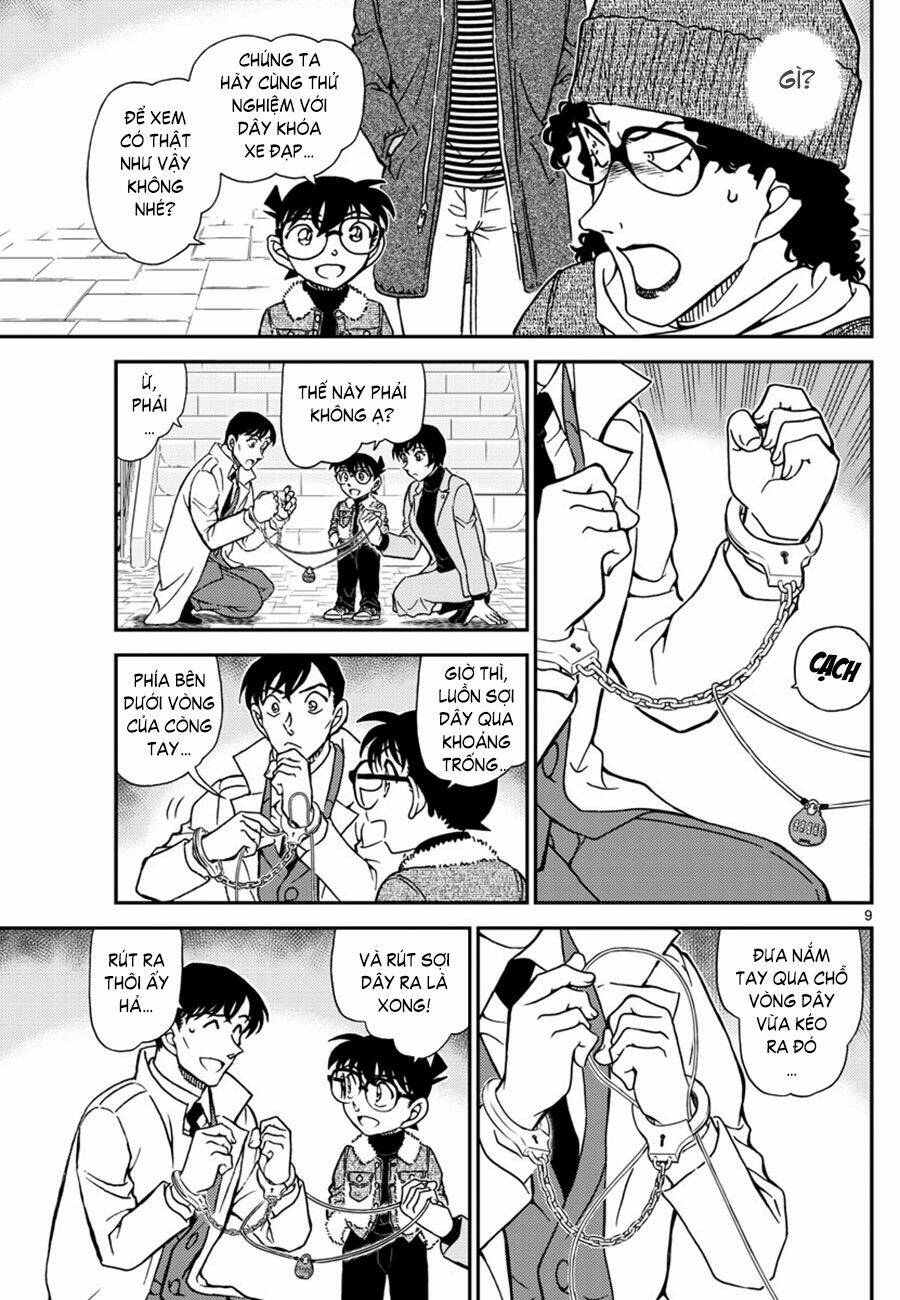 GÌ?
CHÚNG TA
HÃY CÙNG THỬ
NGHIỆM VỚI
DÂY KHÓA
XE ĐẠP...
ĐỂ XEM
CÓ THẬT
NHƯ VẬY
KHÔNG
NHÉ?
CẠCH
THẾ NÀY PHẢI
KHÔNG Ạ?
Ừ,
PHẢI
...
GIỜ THÌ,
LUỒN SỢI
DÂY QUA
KHOẢNG
TRỐNG...
PHÍA BÊN
DƯỚI VÒNG
CỦA CÒNG
TAY...
9
ĐƯA NẮM
TAY QUA CHỖ
VÒNG DÂY
VỪA KÉO
RA ĐÓ
...
VÀ RÚT SỢI
DÂY RA LÀ
XONG!
RÚT RA
THÔI ẤY
HẢ...